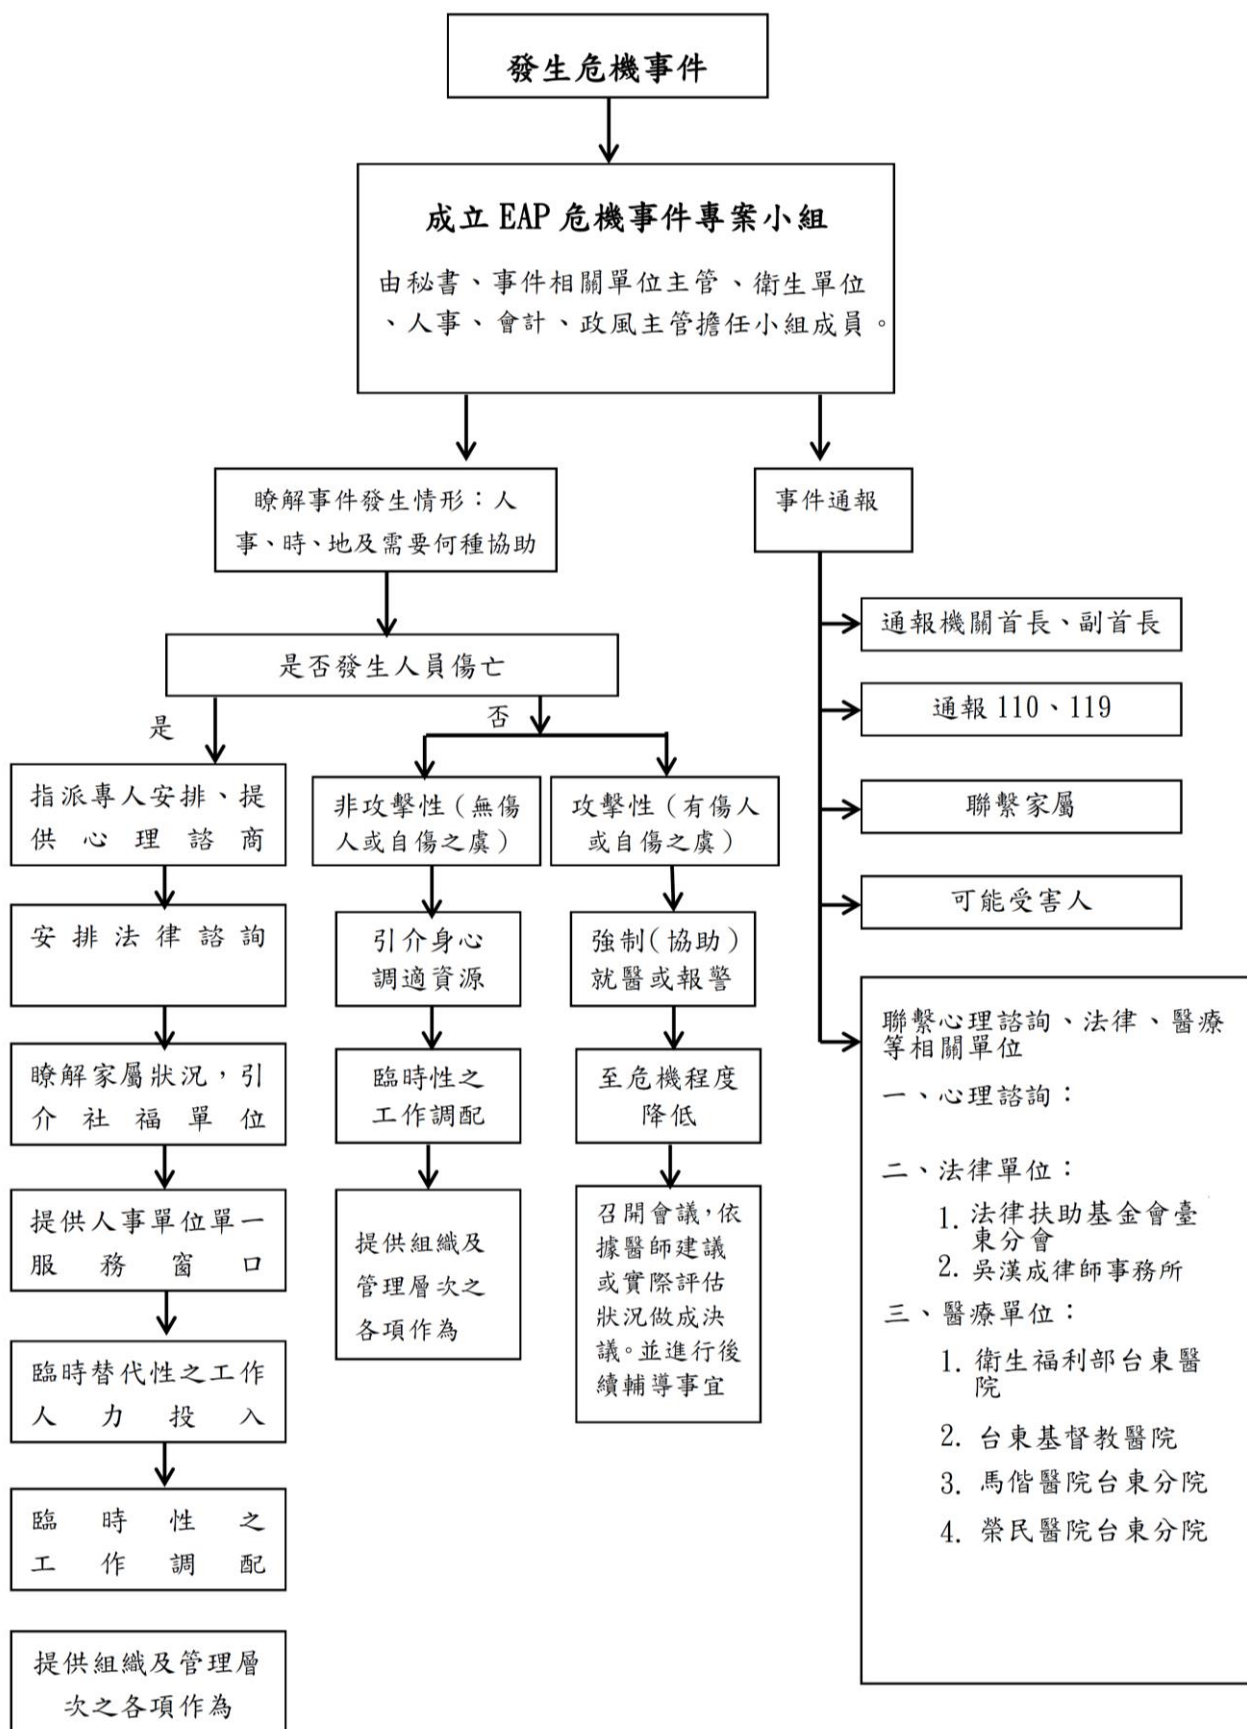 發生危機事件
成立 EAP 危機事件專案小組
由秘書、事件相關單位主管、衛生單位
、人事、會計、政風主管擔任小組成員。
瞭解事件發生情形：人
事、時、地及需要何種協助
事件通報
是否發生人員傷亡
是
否
指派專人安排、提
供心理諮商
安排法律諮詢
瞭解家屬狀況，引
介社福單位
提供人事單位單一
服務窗口
臨時替代性之工作
人力投入
臨時性之
工作調配
提供組織及管理層
次之各項作為
非攻擊性（無傷
人或自傷之虞）
引介身心
調適資源
臨時性之
工作調配
提供組織及
管理層次之
各項作為
攻擊性（有傷人
或自傷之虞）
強制（協助）
就醫或報警
至危機程度
降低
召開會議，依
據醫師建議
或實際評估
狀況做成決
議。並進行後
續輔導事宜
通報機關首長、副首長
通報 110、119
聯繫家屬
可能受害人
聯繫心理諮詢、法律、醫療
等相關單位
一、心理諮詢：
二、法律單位：
1. 法律扶助基金會臺
東分會
2. 吳漢成律師事務所
三、醫療單位：
1. 衛生福利部台東醫
院
2. 台東基督教醫院
3. 馬偕醫院台東分院
4. 榮民醫院台東分院